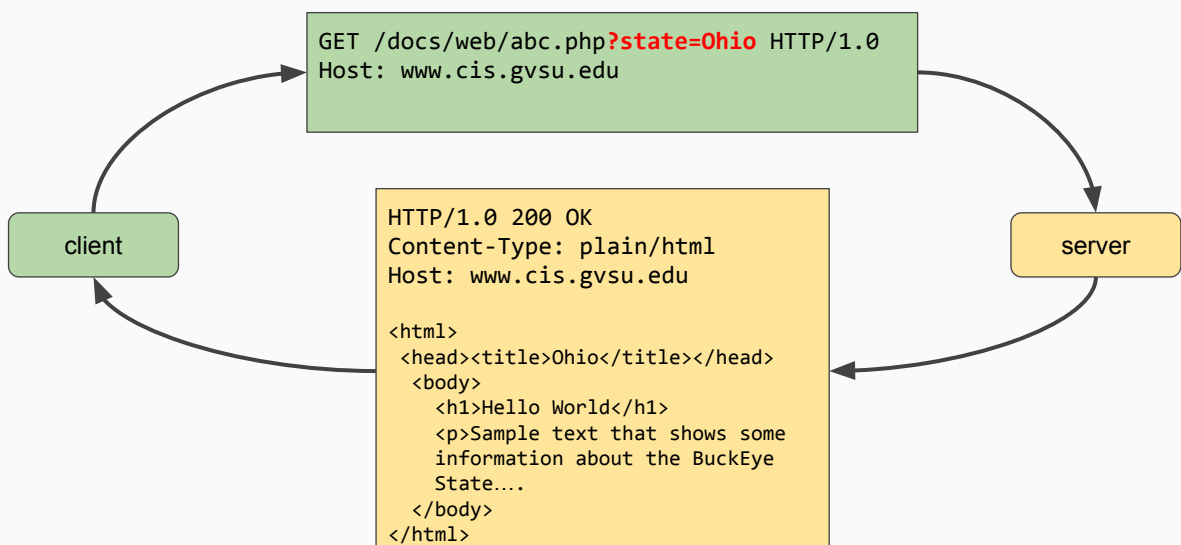 GET /docs/web/abc.php?state=Ohio HTTP/1.0
Host: www.cis.gvsu.edu
client
HTTP/1.0 200 OK
Content-Type: plain/html
Host: www.cis.gvsu.edu
<html>
<head><title>Ohio</title></head>
<body>
<h1>Hello World</h1>
<p>Sample text that shows some
information about the BuckEye
State….
</body>
</html>
server